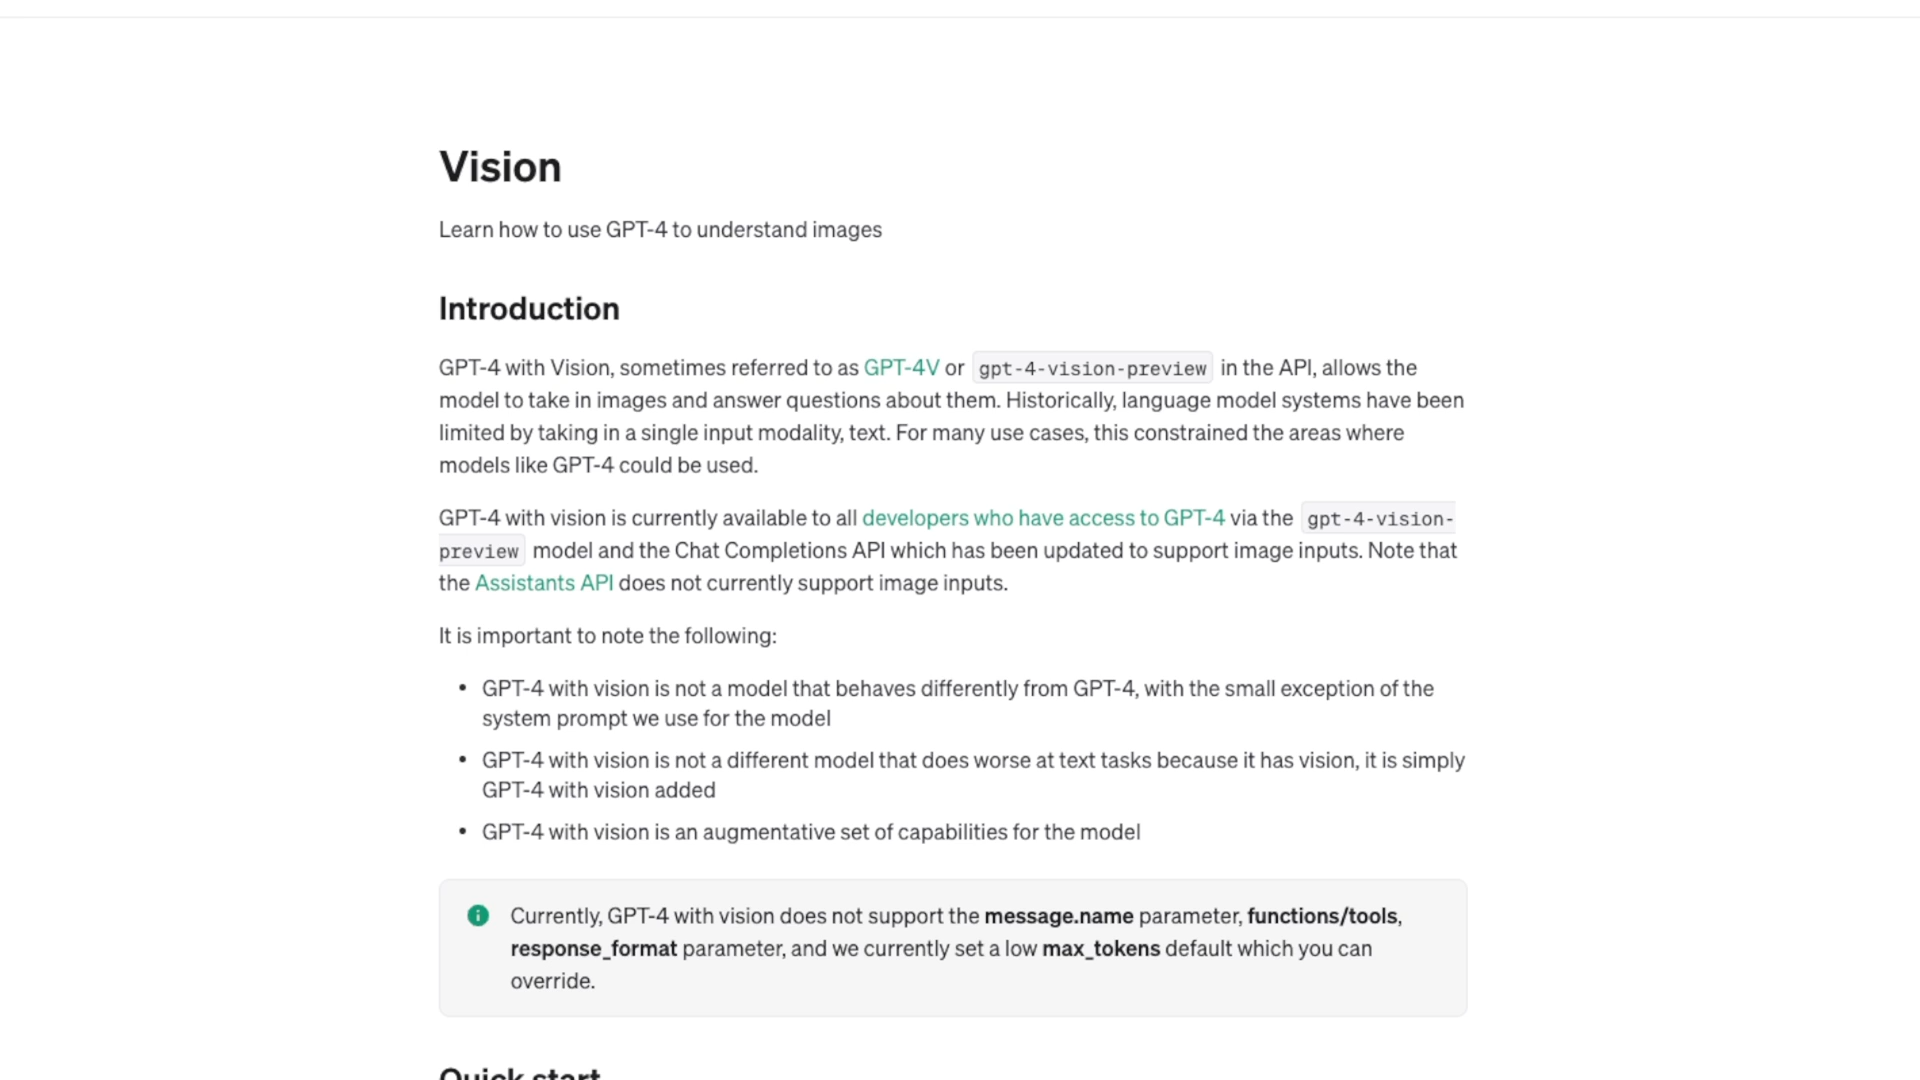 Vision
Learn how to use GPT-4 to understand images
Introduction
GPT-4 with Vision, sometimes referred to as GPT-4V or gpt-4-vision-preview in the API, allows the
model to take in images and answer questions about them. Historically, language model systems have been
limited by taking in a single input modality, text. For many use cases, this constrained the areas where
models like GPT-4 could be used.
GPT-4 with vision is currently available to all developers who have access to GPT-4 via the gpt-4-vision-
preview model and the Chat Completions API which has been updated to support image inputs. Note that
the Assistants API does not currently support image inputs.
It is important to note the following:
• GPT-4 with vision is not a model that behaves differently from GPT-4, with the small exception of the
system prompt we use for the model
• GPT-4 with vision is not a different model that does worse at text tasks because it has vision, it is simply
GPT-4 with vision added
• GPT-4 with vision is an augmentative set of capabilities for the model
Currently, GPT-4 with vision does not support the message.name parameter, functions/tools,
response_format parameter, and we currently set a low max_tokens default which you can
override.
Quick start